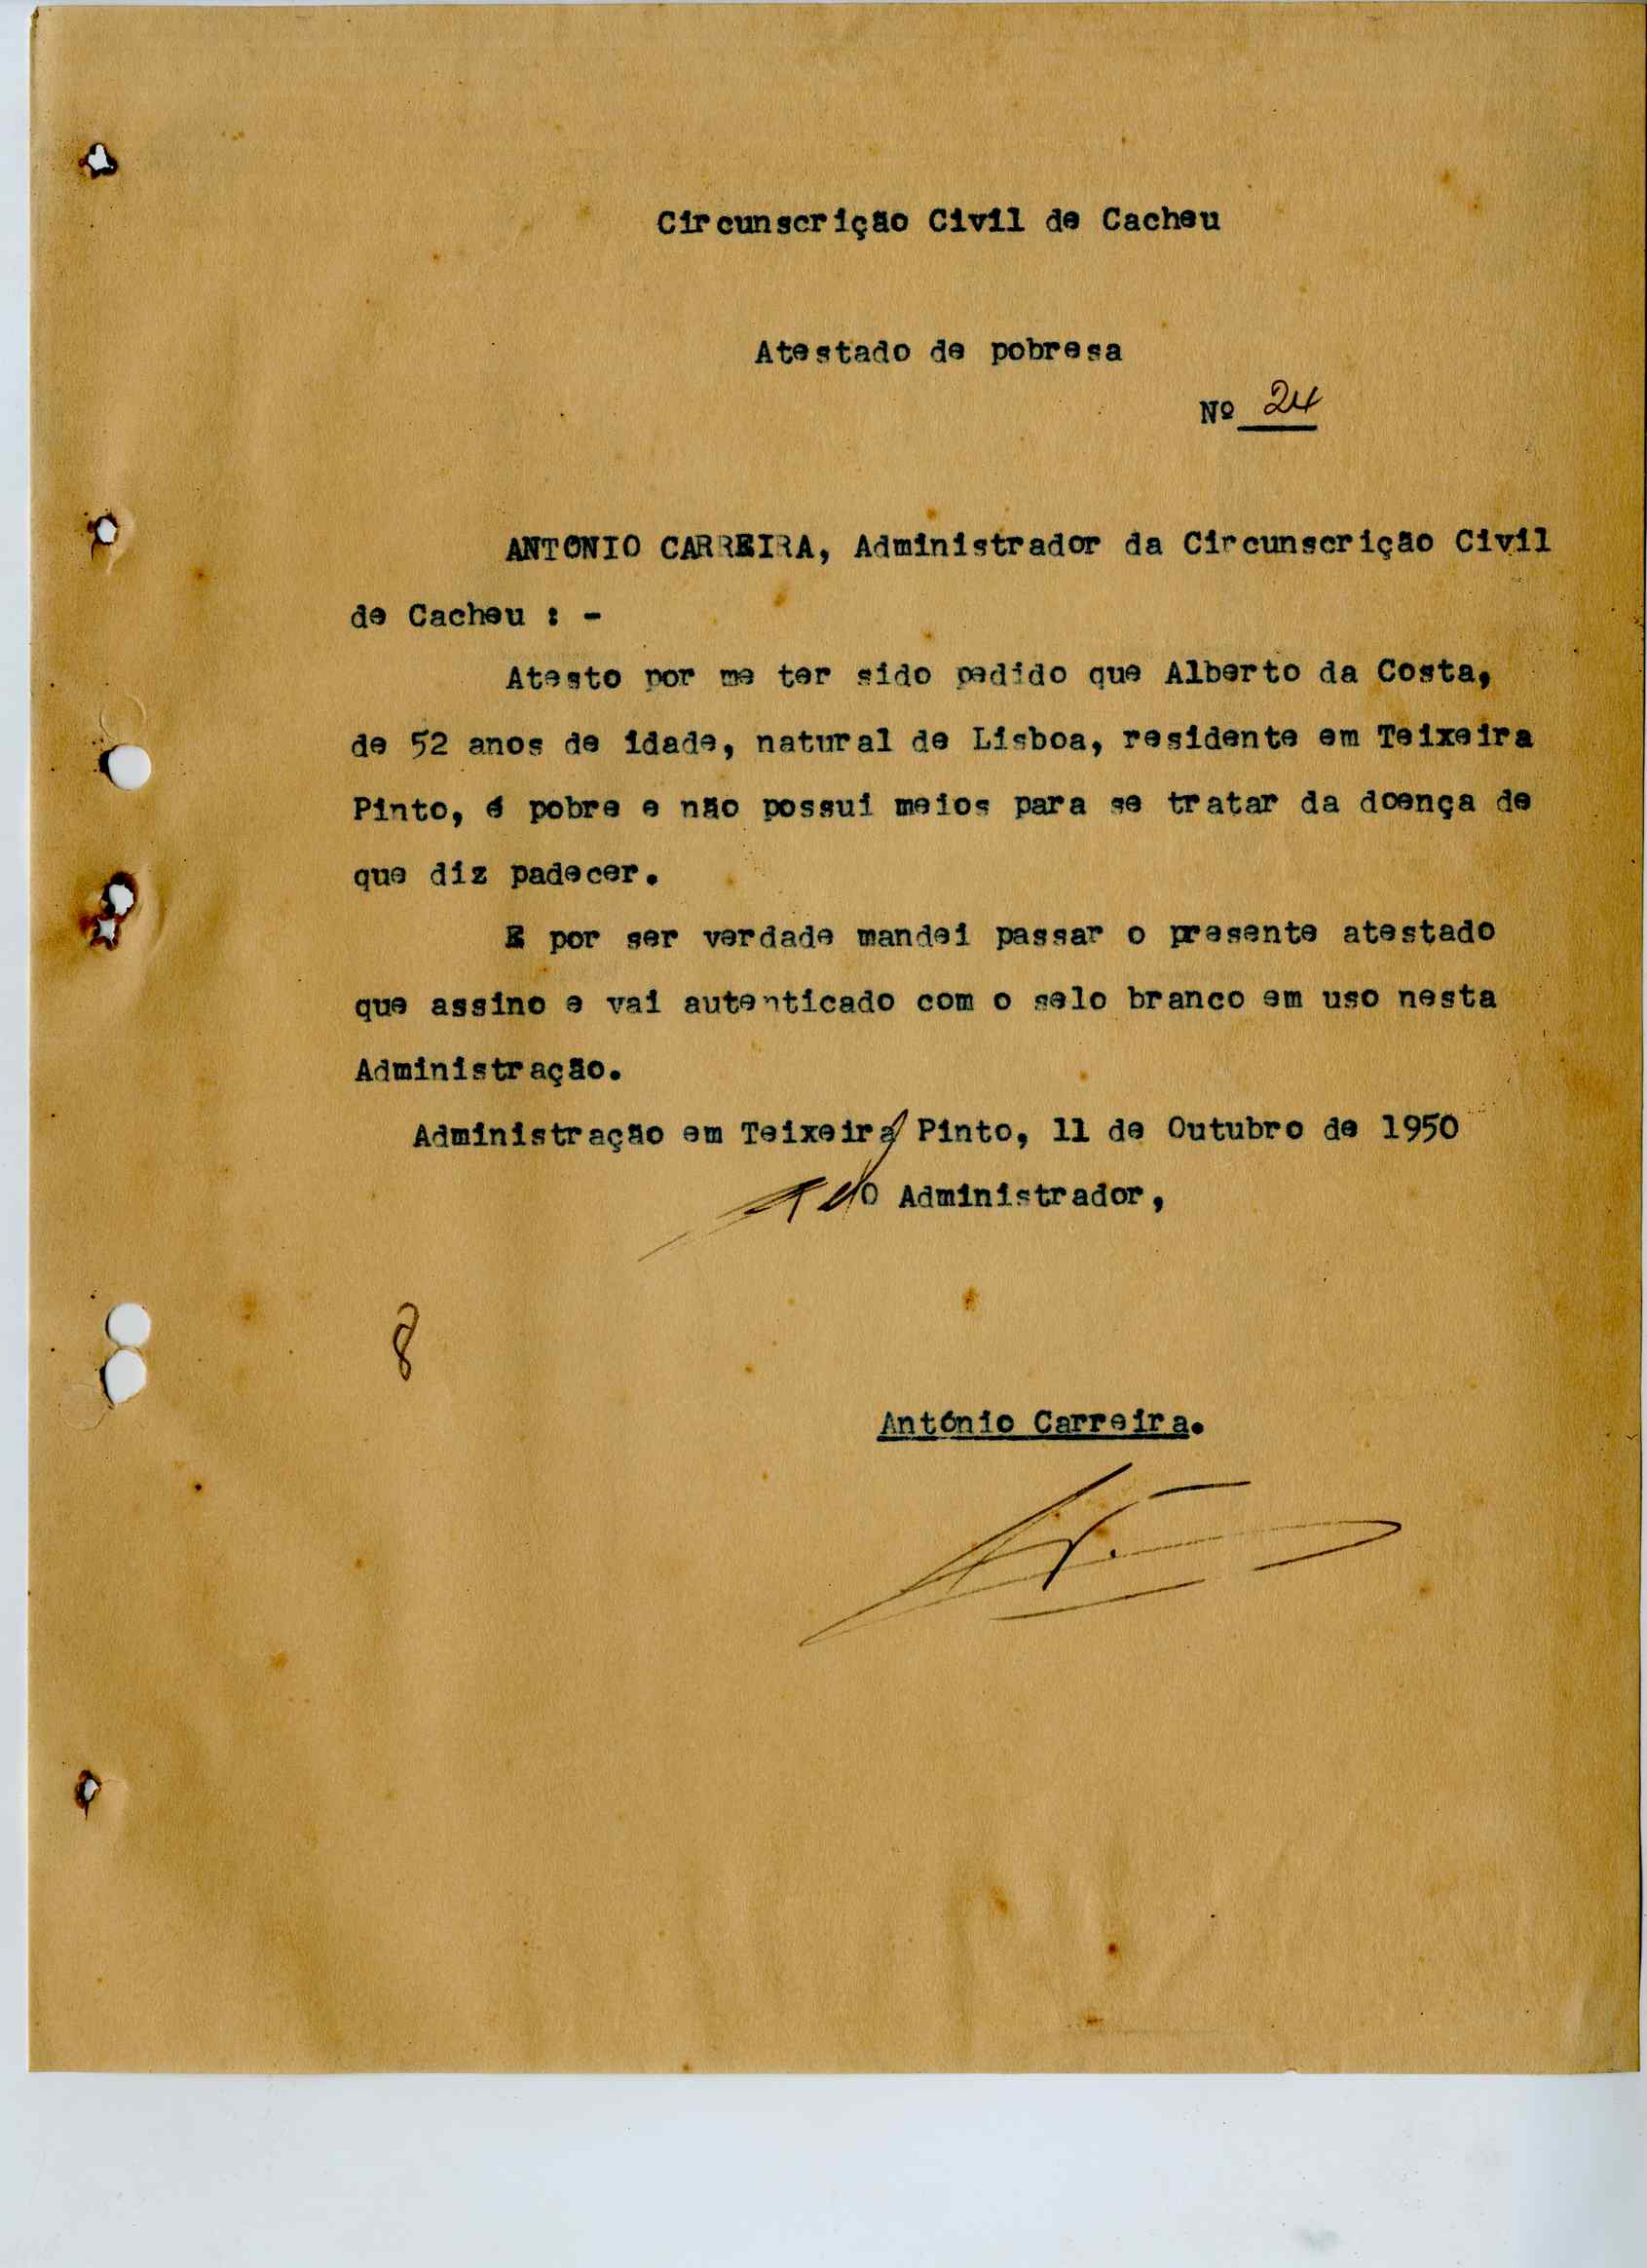 Circunscrição Civil de Cacheu
Atestado de pobresa
Nº 24
ANTONIO CARREIRA, Administrador da Circunscrição Civil
de Cacheu : -
Atesto por me ter sido pedido que Alberto da Costa,
de 52 anos de idade, natural de Lisboa, residente em Teixeira
Pinto, é pobre e não possui meios para se tratar da doença de
que diz padecer.
E por ser verdade mandei passar o presente atestado
que assino e vai autenticado com o selo branco em uso nesta
Administração.
Administração em Teixeira Pinto, 11 de Outubro de 1950
O Administrador,
8
António Carreira.